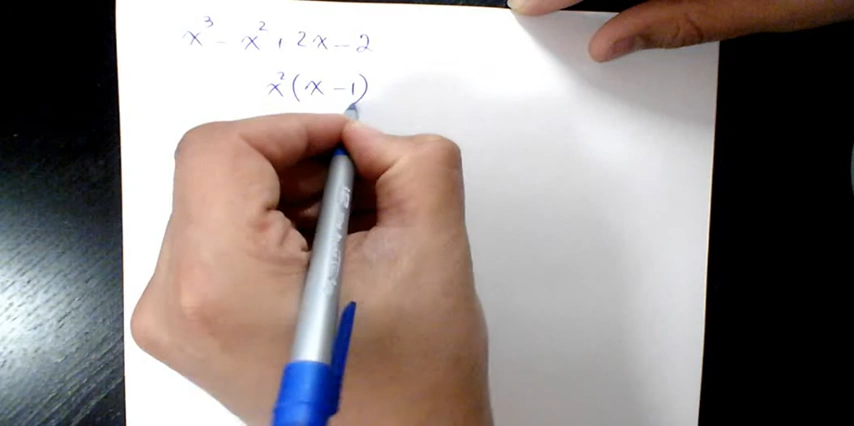 x³ - x² + 2x - 2
x² (x - 1)